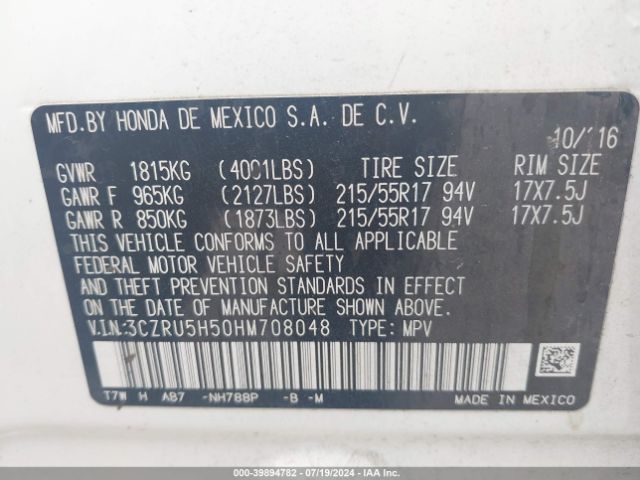 MFD.BY HONDA DE MEXICO S.A. DE C.V.
10/16
GVWR 1815KG (4001LBS) TIRE SIZE RIM SIZE
GAWR F 965KG (2127LBS) 215/55R17 94V 17X7.5J
GAWR R 850KG (1873LBS) 215/55R17 94V 17X7.5J
THIS VEHICLE CONFORMS TO ALL APPLICABLE
FEDERAL MOTOR VEHICLE SAFETY
AND THEFT PREVENTION STANDARDS IN EFFECT
ON THE DATE OF MANUFACTURE SHOWN ABOVE.
V.IN:3CZRU5H50HM708048 TYPE: MPV
T7W H AB7 -NH788P -B -M
MADE IN MEXICO
000-39894782 / 07/19/2024 / IAA Inc.